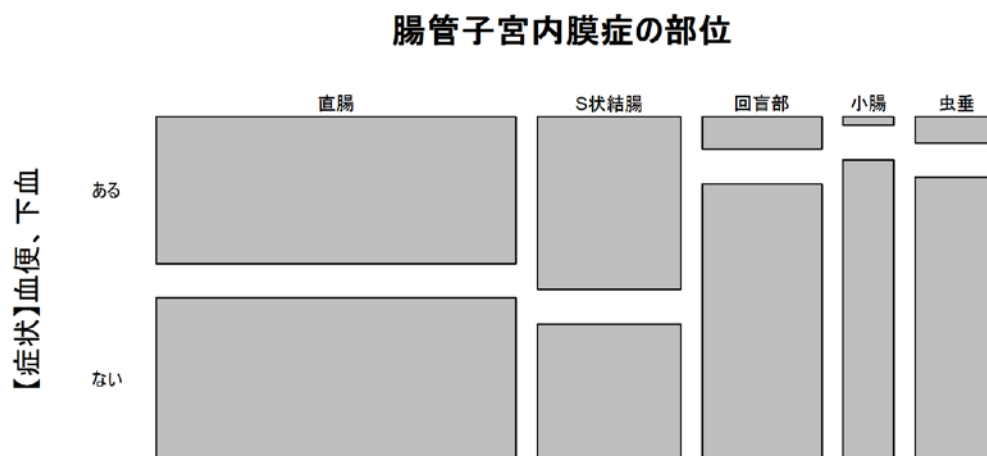 腸管子宮内膜症の部位
直腸 S状結腸 回盲部 小腸 虫垂
【症状】血便、下血
ある
ない